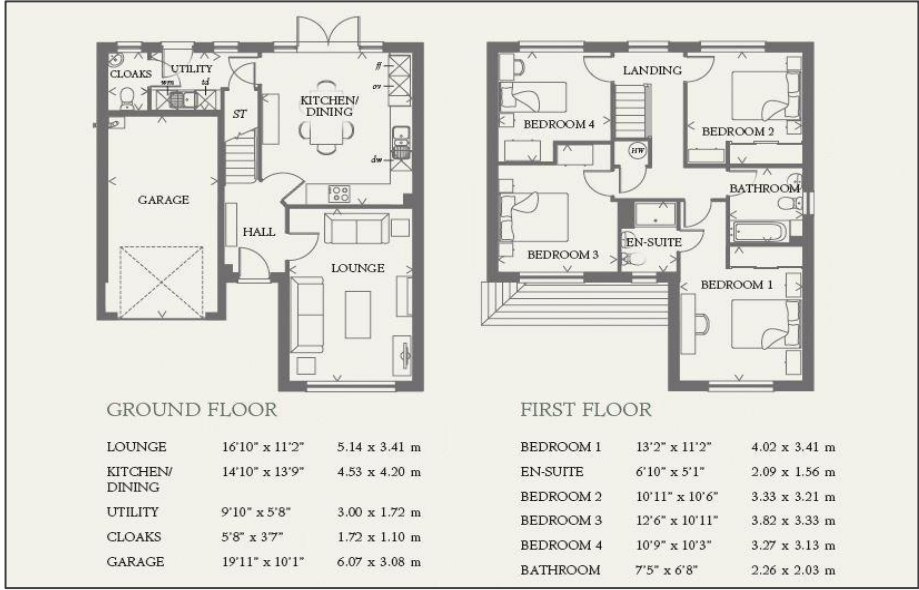 CLOAKS
UTILITY
wm
td
ff
ov
ST
KITCHEN/
DINING
dw
GARAGE
HALL
LOUNGE
LANDING
BEDROOM 4
BEDROOM 2
HW
BATHROOM
BEDROOM 3
EN-SUITE
BEDROOM 1
GROUND FLOOR
LOUNGE 16'10" x 11'2" 5.14 x 3.41 m
KITCHEN/ 14'10" x 13'9" 4.53 x 4.20 m
DINING
UTILITY 9'10" x 5'8" 3.00 x 1.72 m
CLOAKS 5'8" x 3'7" 1.72 x 1.10 m
GARAGE 19'11" x 10'1" 6.07 x 3.08 m
FIRST FLOOR
BEDROOM 1 13'2" x 11'2" 4.02 x 3.41 m
EN-SUITE 6'10" x 5'1" 2.09 x 1.56 m
BEDROOM 2 10'11" x 10'6" 3.33 x 3.21 m
BEDROOM 3 12'6" x 10'11" 3.82 x 3.33 m
BEDROOM 4 10'9" x 10'3" 3.27 x 3.13 m
BATHROOM 7'5" x 6'8" 2.26 x 2.03 m